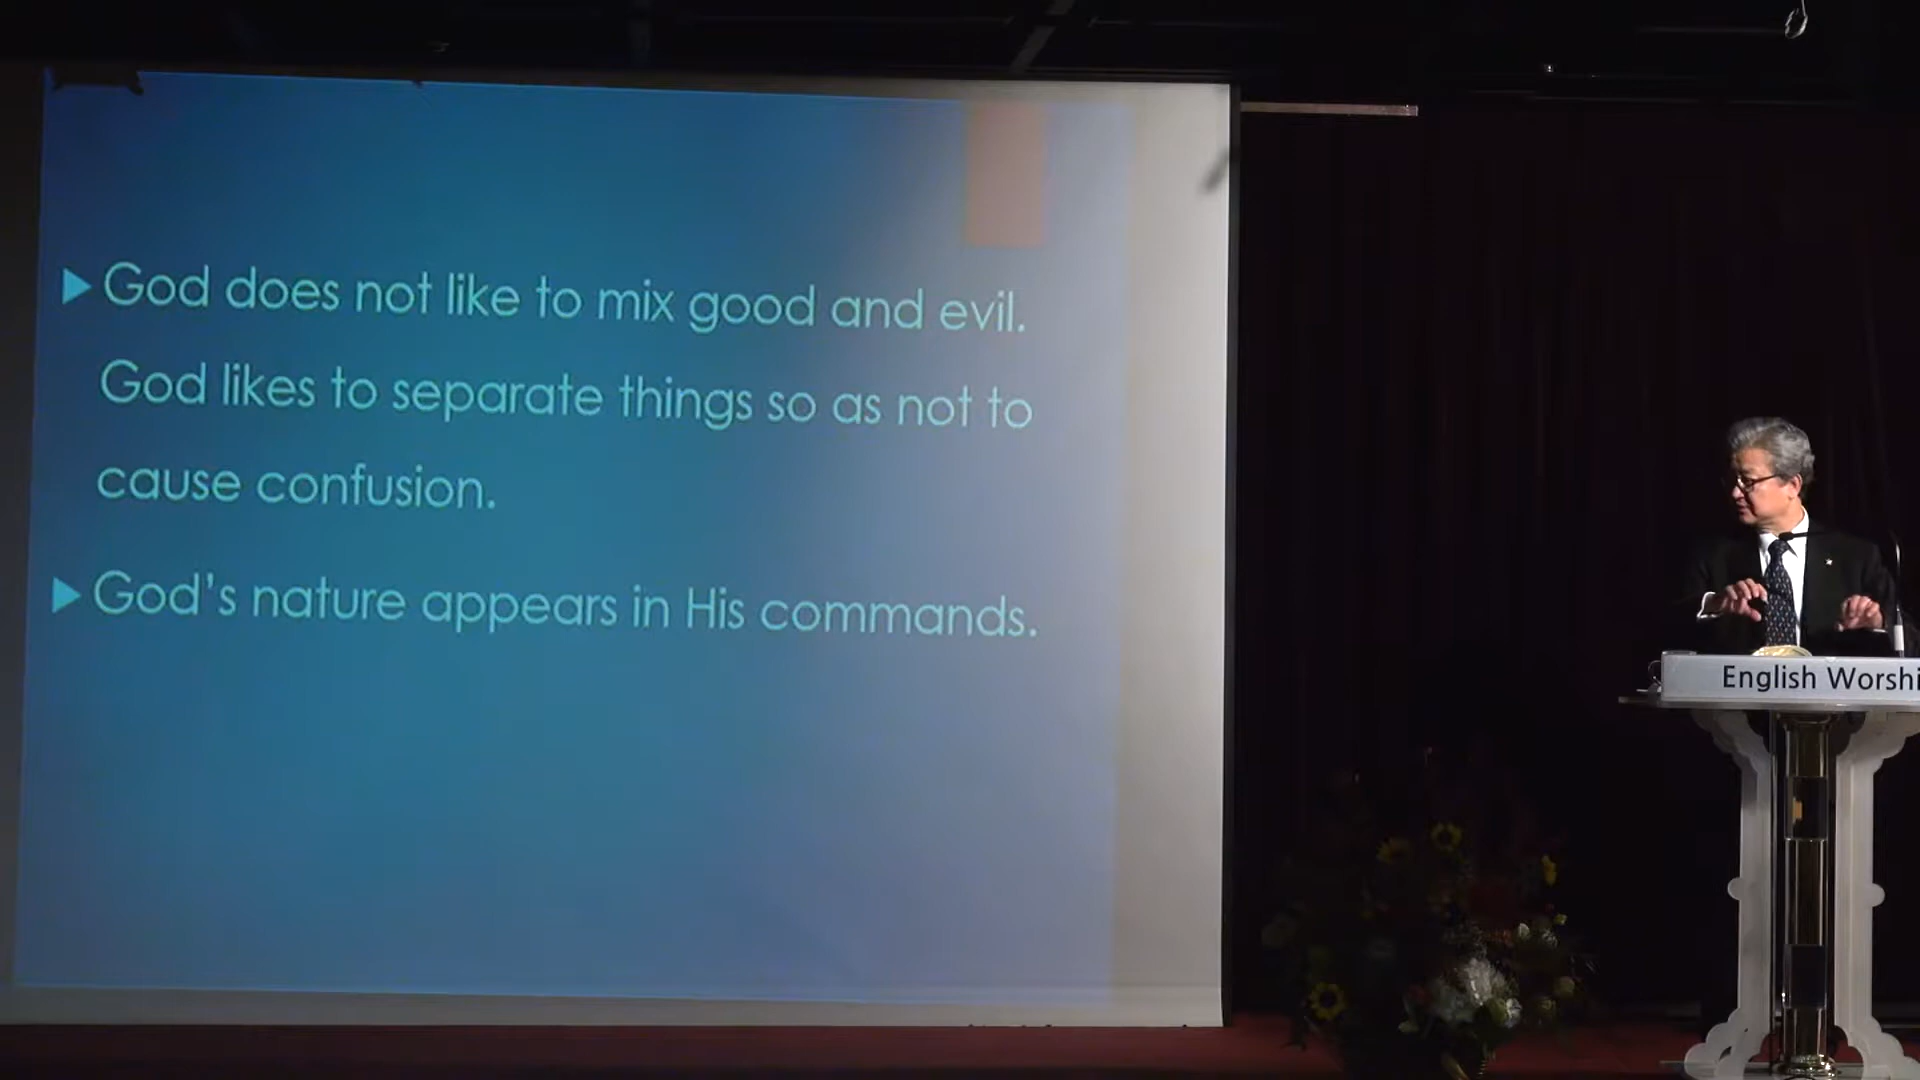 God does not like to mix good and evil.
God likes to separate things so as not to
cause confusion.
God's nature appears in His commands.
English Worshi